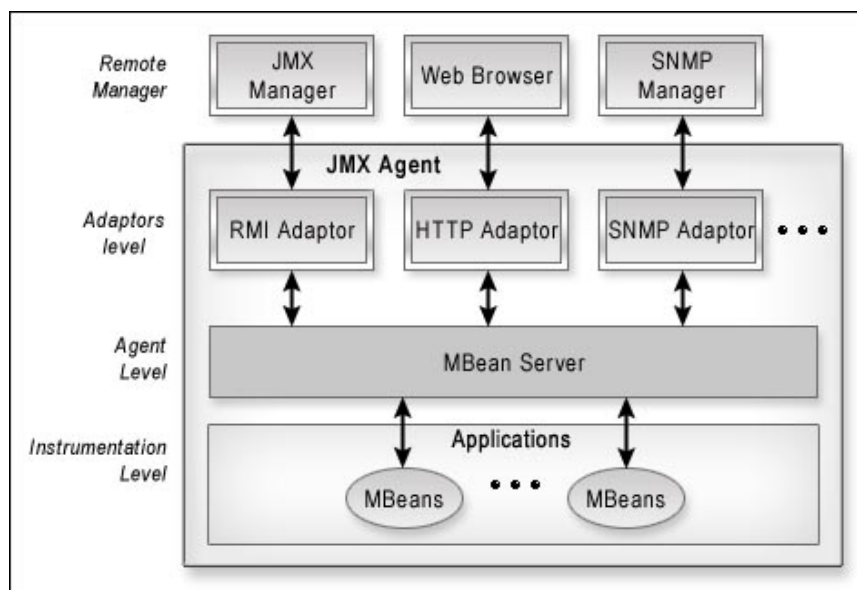 Remote
Manager
JMX
Manager
Web Browser
SNMP
Manager
JMX Agent
Adaptors
level
RMI Adaptor
HTTP Adaptor
SNMP Adaptor
Agent
Level
MBean Server
Instrumentation
Level
Applications
MBeans
MBeans